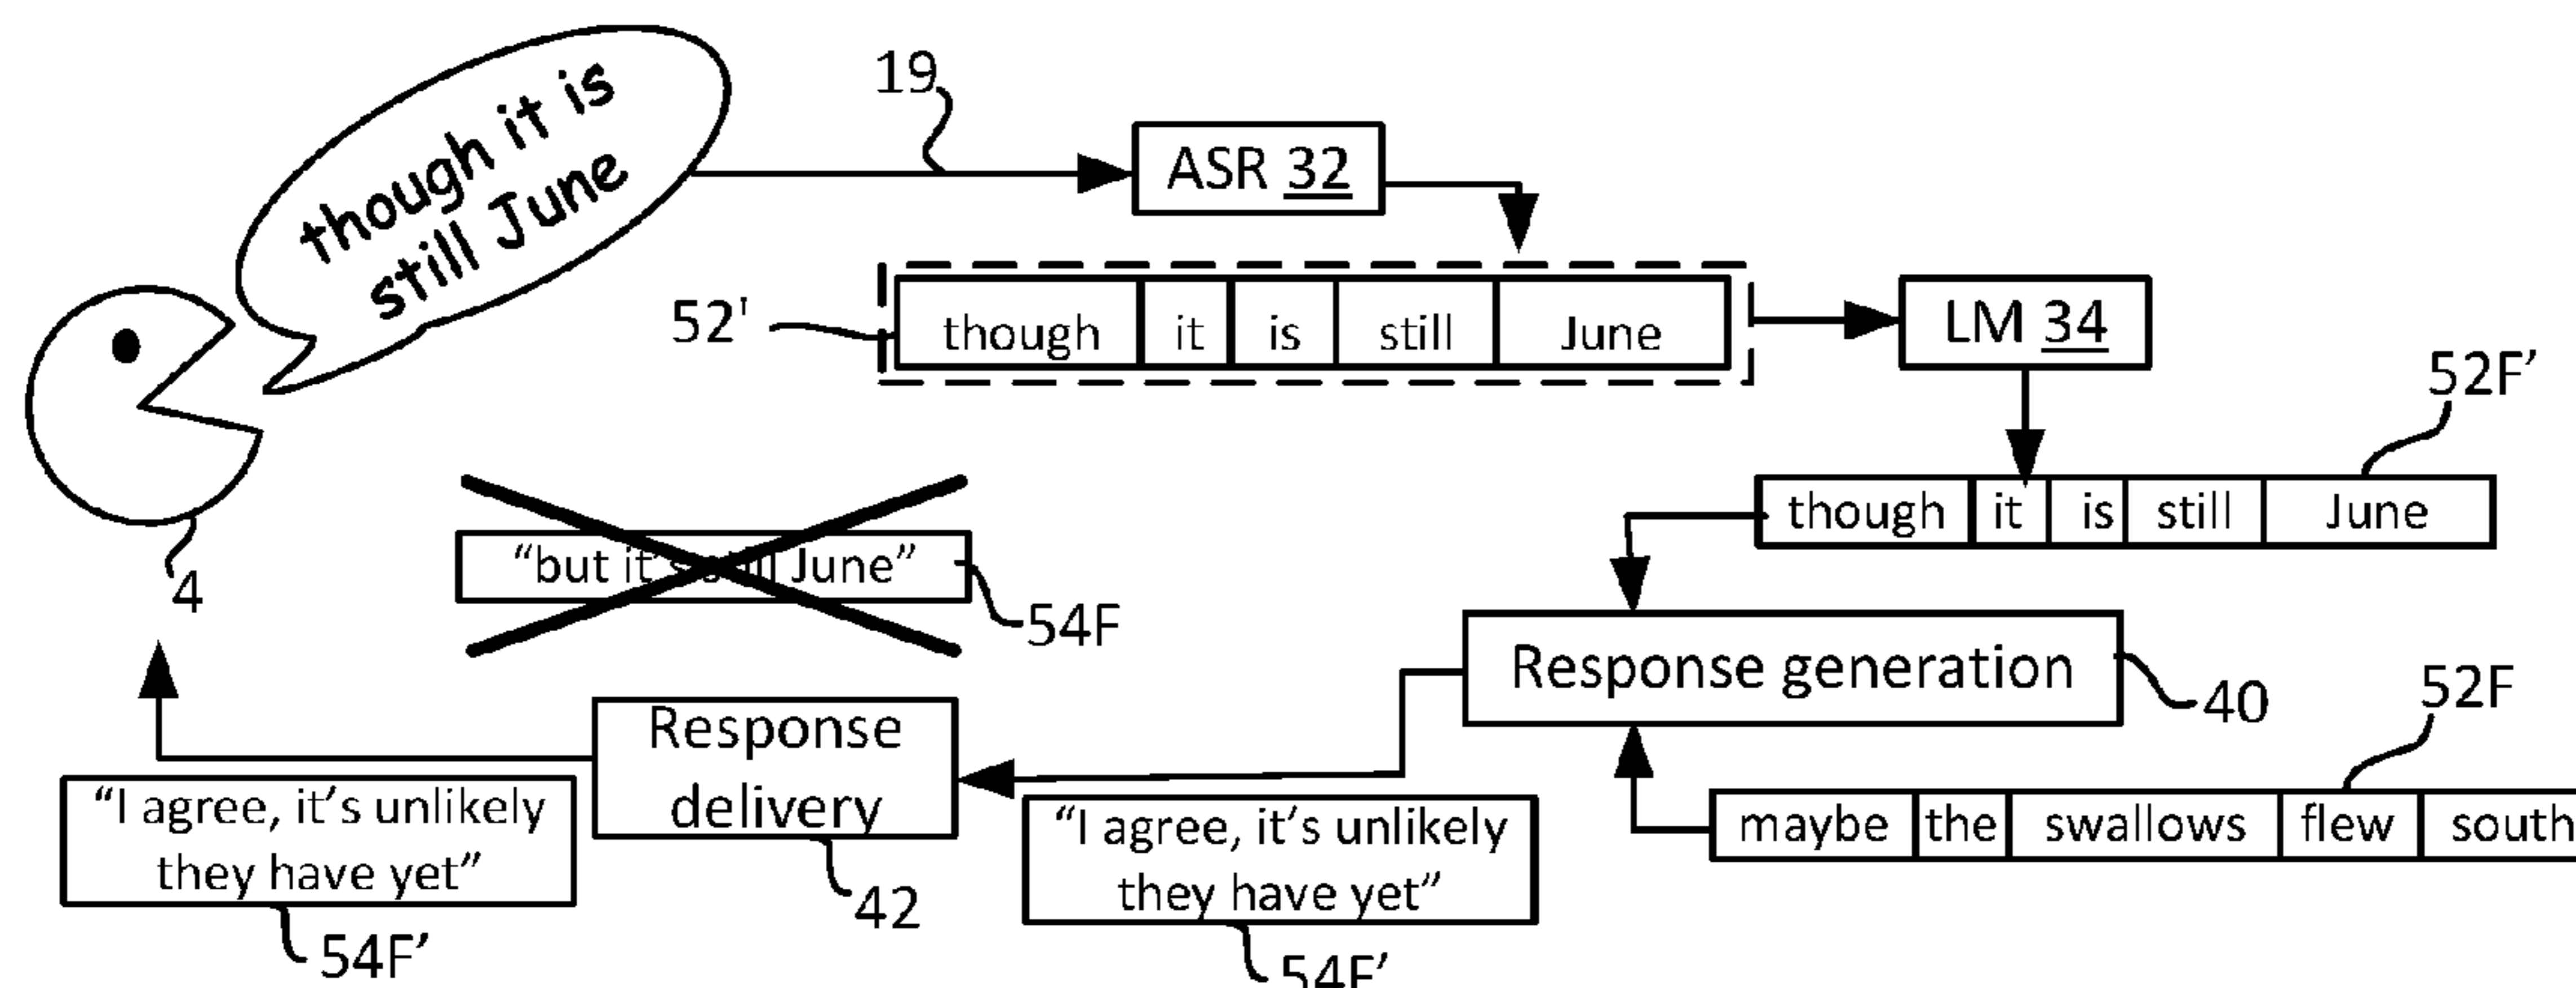 though it is
still June
19
ASR 32
52'
though it is still June
LM 34
52F’
though it is still June
4
“but it's still June”
54F
Response generation
40
52F
maybe the swallows flew south
Response
delivery
42
“I agree, it’s unlikely
they have yet”
54F’
“I agree, it’s unlikely
they have yet”
54F’